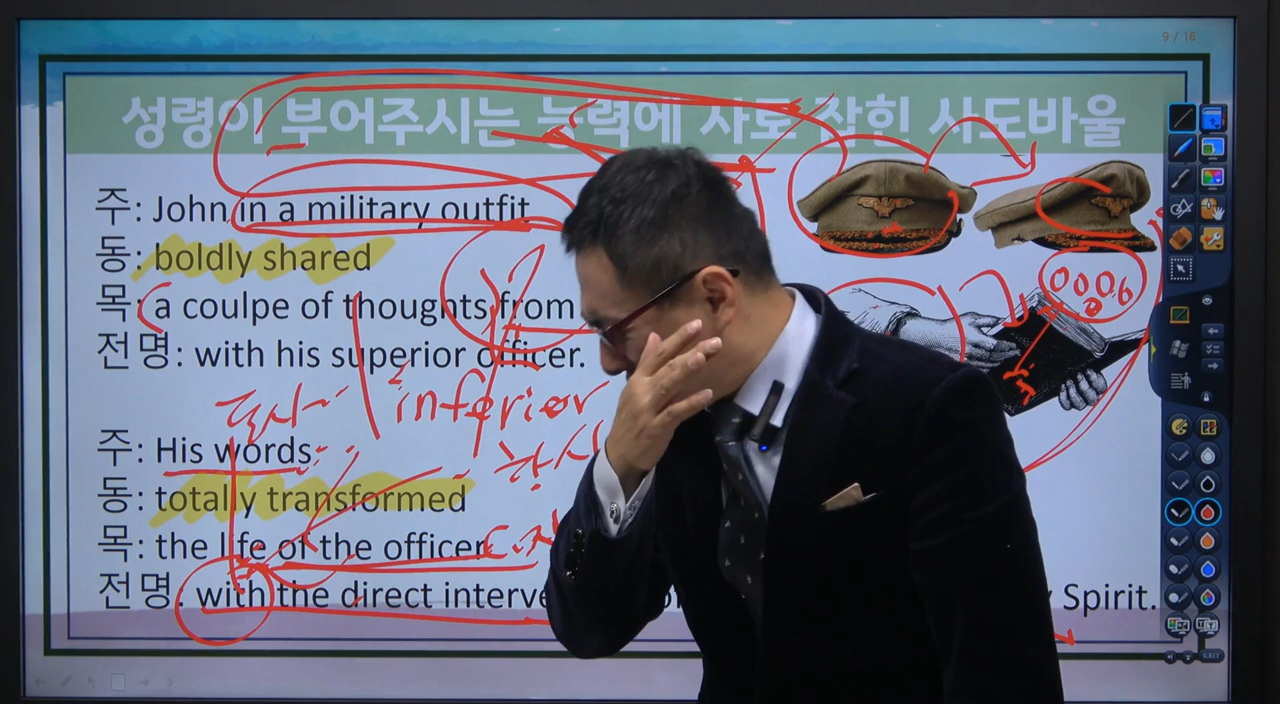 9 / 16
성령이 부어주시는 능력에 사로 잡힌 사도바울
주: John in a military outfit
동: boldly shared
목: a coulpe of thoughts from
전명: with his superior officer.
inferior
주: His words
동: totally transformed
목: the life of the officer
전명: with the direct interve Spirit.
EXIT